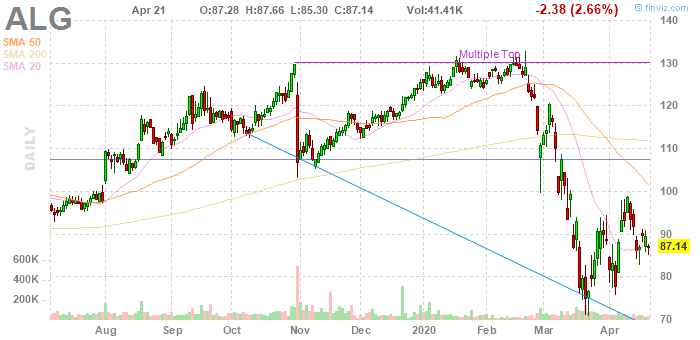 ALG Apr 21 O:87.28 H:87.66 L:85.30 C:87.14 Vol:41.41K -2.38 (2.66%) © finviz.com
SMA 50
SMA 200
SMA 20
DAILY
Multiple Top
140
130
120
110
100
90
87.14
80
70
600K
400K
200K
Aug Sep Oct Nov Dec 2020 Feb Mar Apr